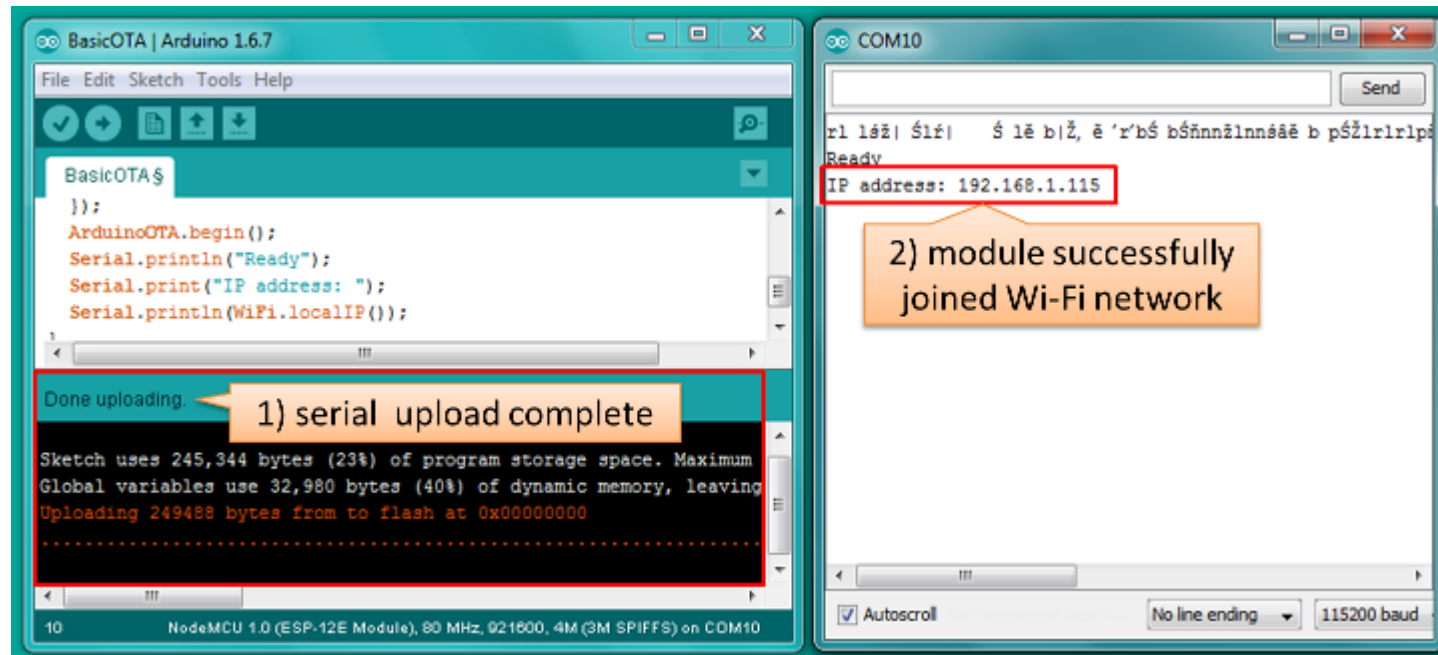 BasicOTA | Arduino 1.6.7
File Edit Sketch Tools Help
BasicOTA§
});
ArduinoOTA.begin();
Serial.println("Ready");
Serial.print("IP address: ");
Serial.println(WiFi.localIP());
}
Done uploading.
1) serial upload complete
Sketch uses 245,344 bytes (23%) of program storage space. Maximum
Global variables use 32,980 bytes (40%) of dynamic memory, leaving
Uploading 249488 bytes from to flash at 0x00000000
................................................................
10 NodeMCU 1.0 (ESP-12E Module), 80 MHz, 921600, 4M (3M SPIFFS) on COM10
COM10
Send
Ready
IP address: 192.168.1.115
2) module successfully
joined Wi-Fi network
Autoscroll
No line ending
115200 baud